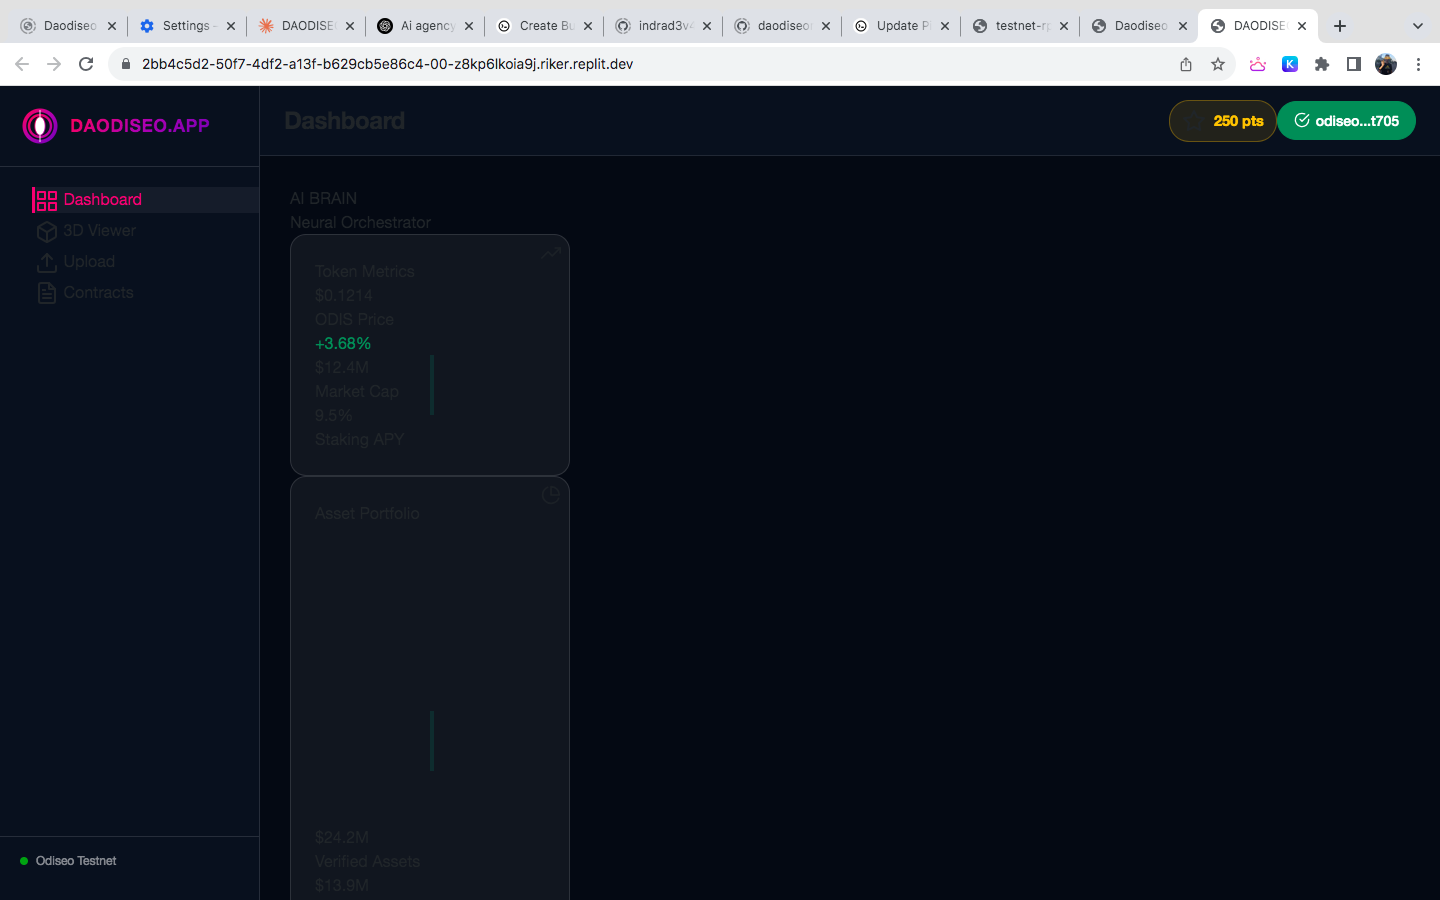 Daodiseo
Settings -
DAODISE
Ai agency
Create Bu
indrad3v4
daodiseo
Update P
testnet-rp
Daodiseo
DAODISE
2bb4c5d2-50f7-4df2-a13f-b629cb5e86c4-00-z8kp6lkoia9j.riker.replit.dev
K
DAODISEO.APP
Dashboard
250 pts
odiseo...t705
Dashboard
3D Viewer
Upload
Contracts
AI BRAIN
Neural Orchestrator
Token Metrics
$0.1214
ODIS Price
+3.68%
$12.4M
Market Cap
9.5%
Staking APY
Asset Portfolio
$24.2M
Verified Assets
$13.9M
Odiseo Testnet